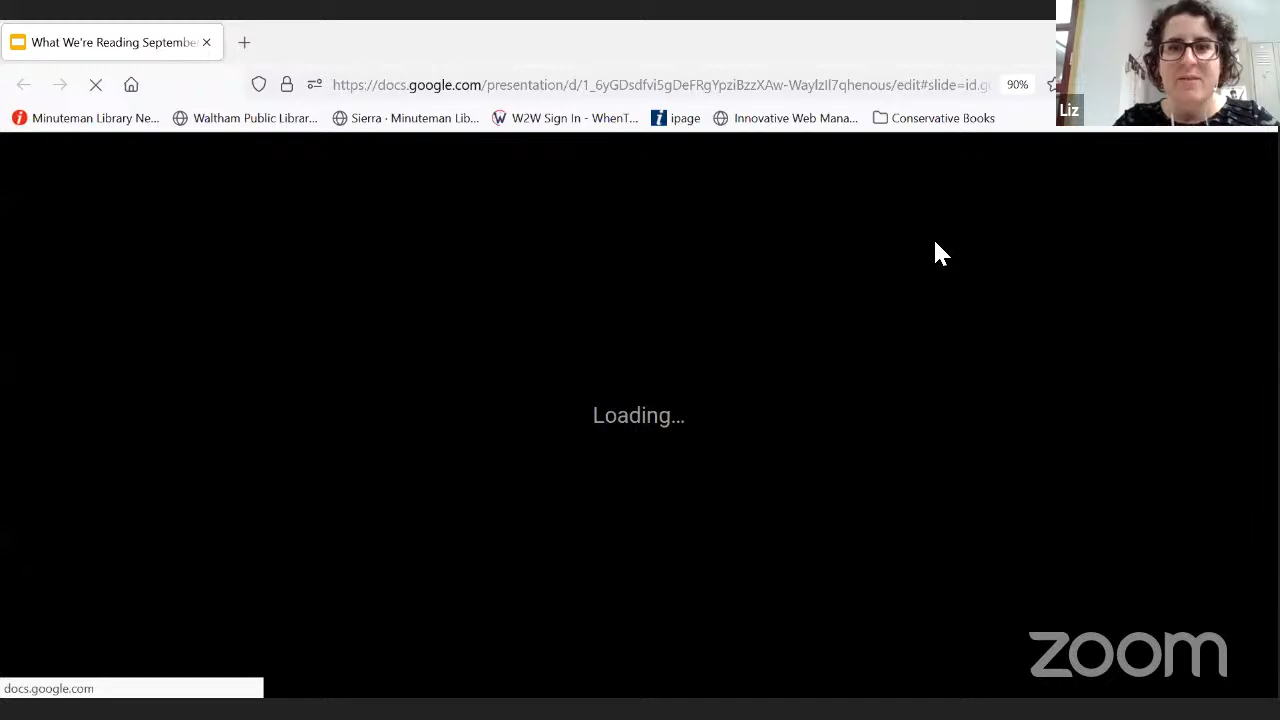 What We're Reading Septembe
https://docs.google.com/presentation/d/1_6yGDsdfvi5gDeFRgYpziBzzXAw-WaylzIl7qhenous/edit#slide=id.g
90%
Minuteman Library Ne... Waltham Public Librar... Sierra · Minuteman Lib... W2W Sign In - WhenT... ipage Innovative Web Mana... Conservative Books
Liz
Loading...
zoom
docs.google.com